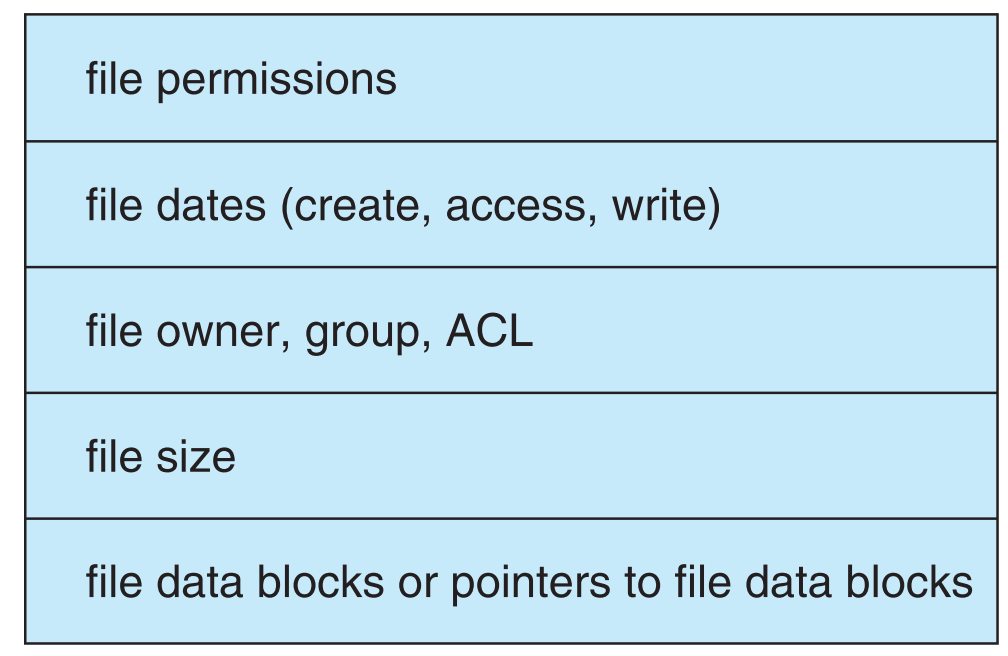 file permissions
file dates (create, access, write)
file owner, group, ACL
file size
file data blocks or pointers to file data blocks